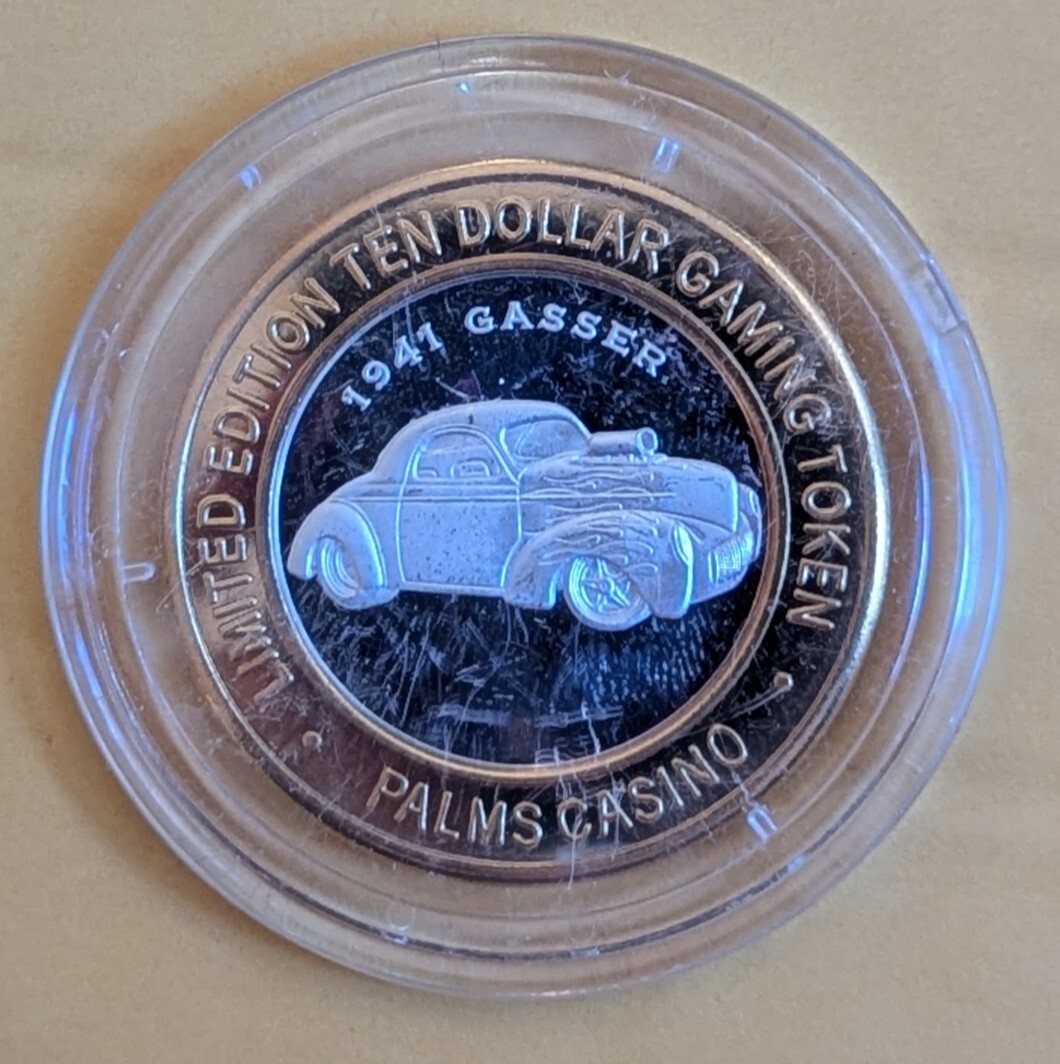 LIMITED EDITION TEN DOLLAR GAMING TOKEN
1941 GASSER
PALMS CASINO